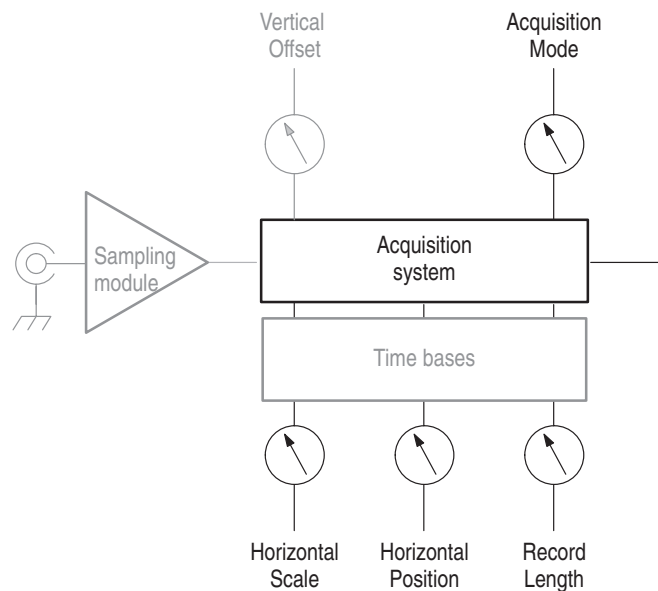 Vertical
Offset
Acquisition
Mode
Sampling
module
Acquisition
system
Time bases
Horizontal
Scale
Horizontal
Position
Record
Length